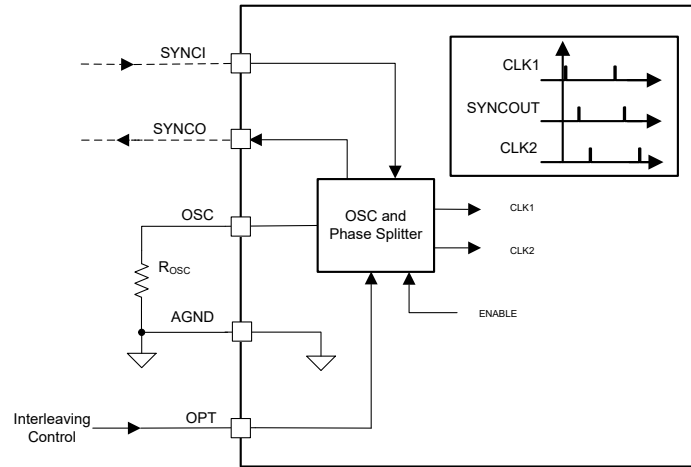 SYNCI
CLK1
SYNCOUT
CLK2
SYNCO
OSC
OSC and
Phase Splitter
CLK1
CLK2
ROSC
AGND
ENABLE
Interleaving
Control
OPT